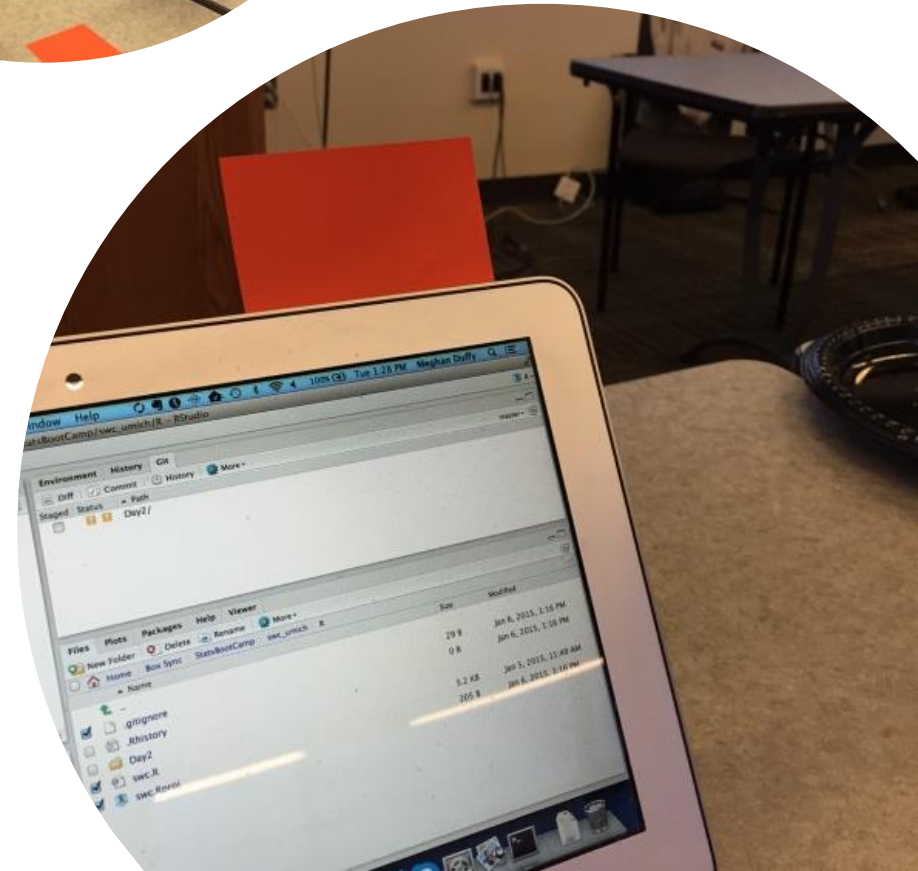 indow Help 100% Tue 1:28 PM Meghan Duffy
atsBootCamp/swc_umich/R - RStudio
master
Environment History Git
Diff Commit History More
Staged Status Path
Day2/
Files Plots Packages Help Viewer
New Folder Delete Rename More
Home Box Sync StatsBootCamp swc_umich R
Name Size Modified
..
.gitignore 29 B Jan 6, 2015, 1:16 PM
.Rhistory 0 B Jan 6, 2015, 1:16 PM
Day2
swc.R 3.2 KB Jan 5, 2015, 11:48 AM
swc.Rproj 205 B Jan 6, 2015, 1:16 PM